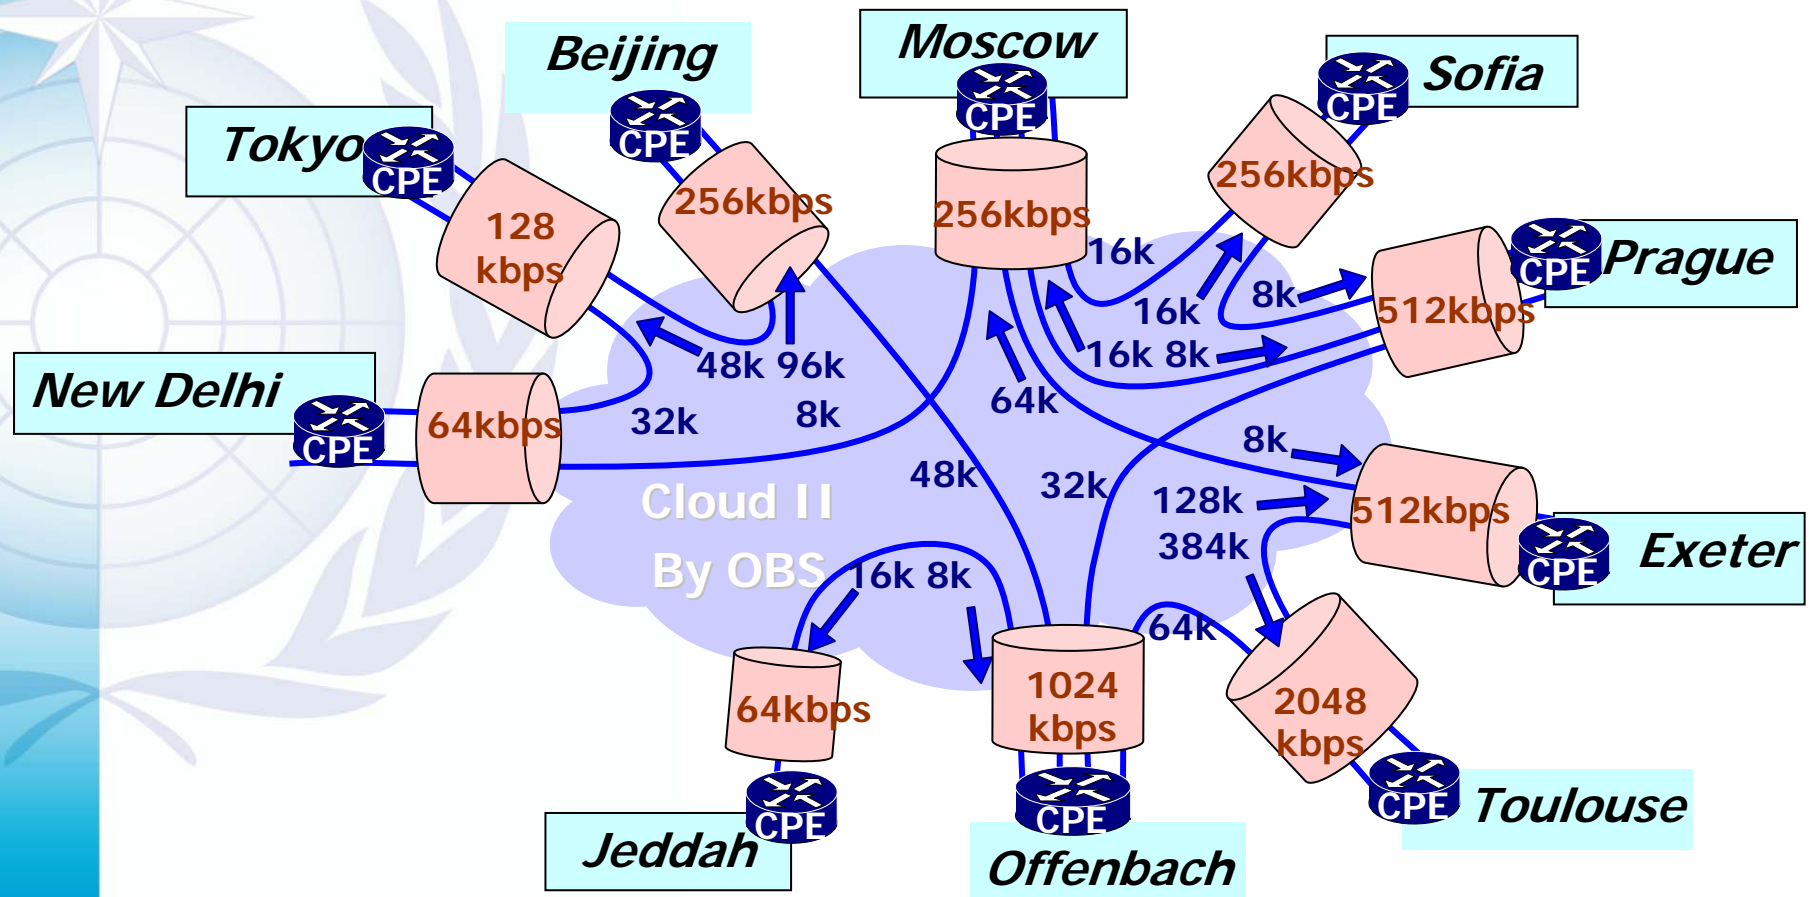 Moscow
CPE
256kbps
Beijing
CPE
256kbps
Sofia
CPE
256kbps
Tokyo
CPE
128
kbps
Prague
CPE
512kbps
16k
16k
8k
16k 8k
48k 96k
64k
New Delhi
CPE
64kbps
32k
8k
8k
48k
32k
128k
384k
Cloud II
By OBS
512kbps
CPE
Exeter
16k 8k
64k
64kbps
CPE
Jeddah
1024
kbps
CPE
Offenbach
2048
kbps
CPE
Toulouse